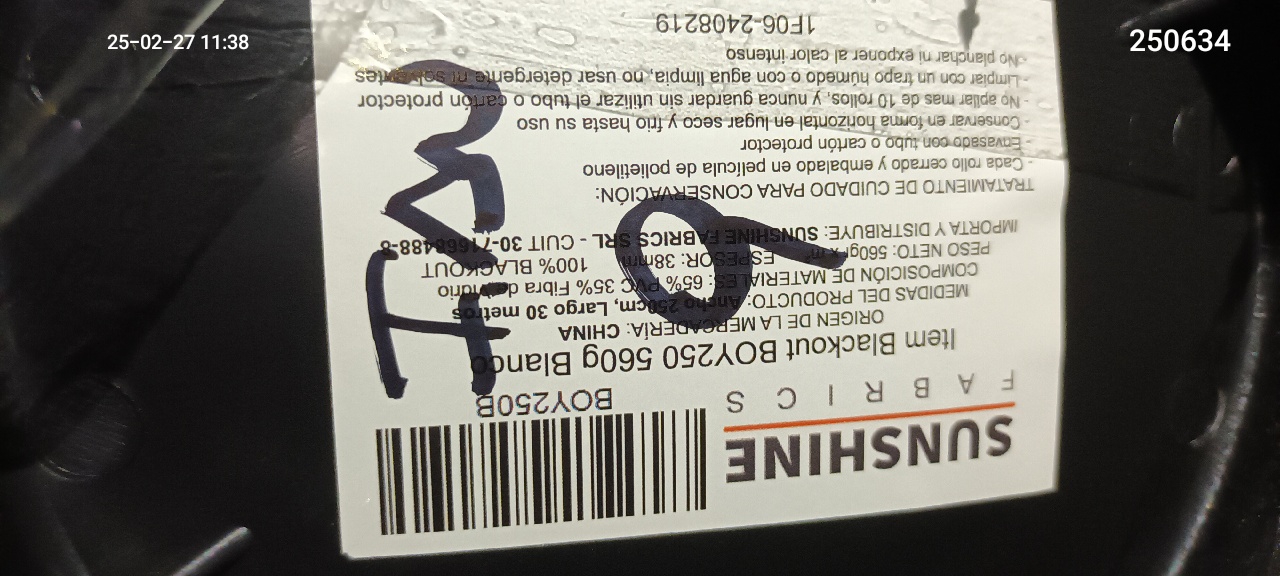 25-02-27 11:38
250634
SUNSHINE
FABRICS
BOY250B
Item Blackout BOY250 560g Blanco
ORIGEN DE LA MERCADERÍA: CHINA
MEDIDAS DEL PRODUCTO: Ancho 250cm, Largo 30 metros
COMPOSICIÓN DE MATERIALES: 65% PVC 35% Fibra de Vidrio
PESO NETO: 560gr x m² ESPESOR: 38mm 100% BLACKOUT
IMPORTA Y DISTRIBUYE: SUNSHINE FABRICS SRL - CUIT 30-71668488-8
TRATAMIENTO DE CUIDADO PARA CONSERVACIÓN:
- Cada rollo cerrado y embalado en película de polietileno
- Envasado con tubo o cartón protector
- Conservar en forma horizontal en lugar seco y frio hasta su uso
- No apilar mas de 10 rollos, y nunca guardar sin utilizar el tubo o cartón protector
- Limpiar con un trapo húmedo o con agua limpia, no usar detergente ni solventes
- No planchar ni exponer al calor intenso
1F06-2408219